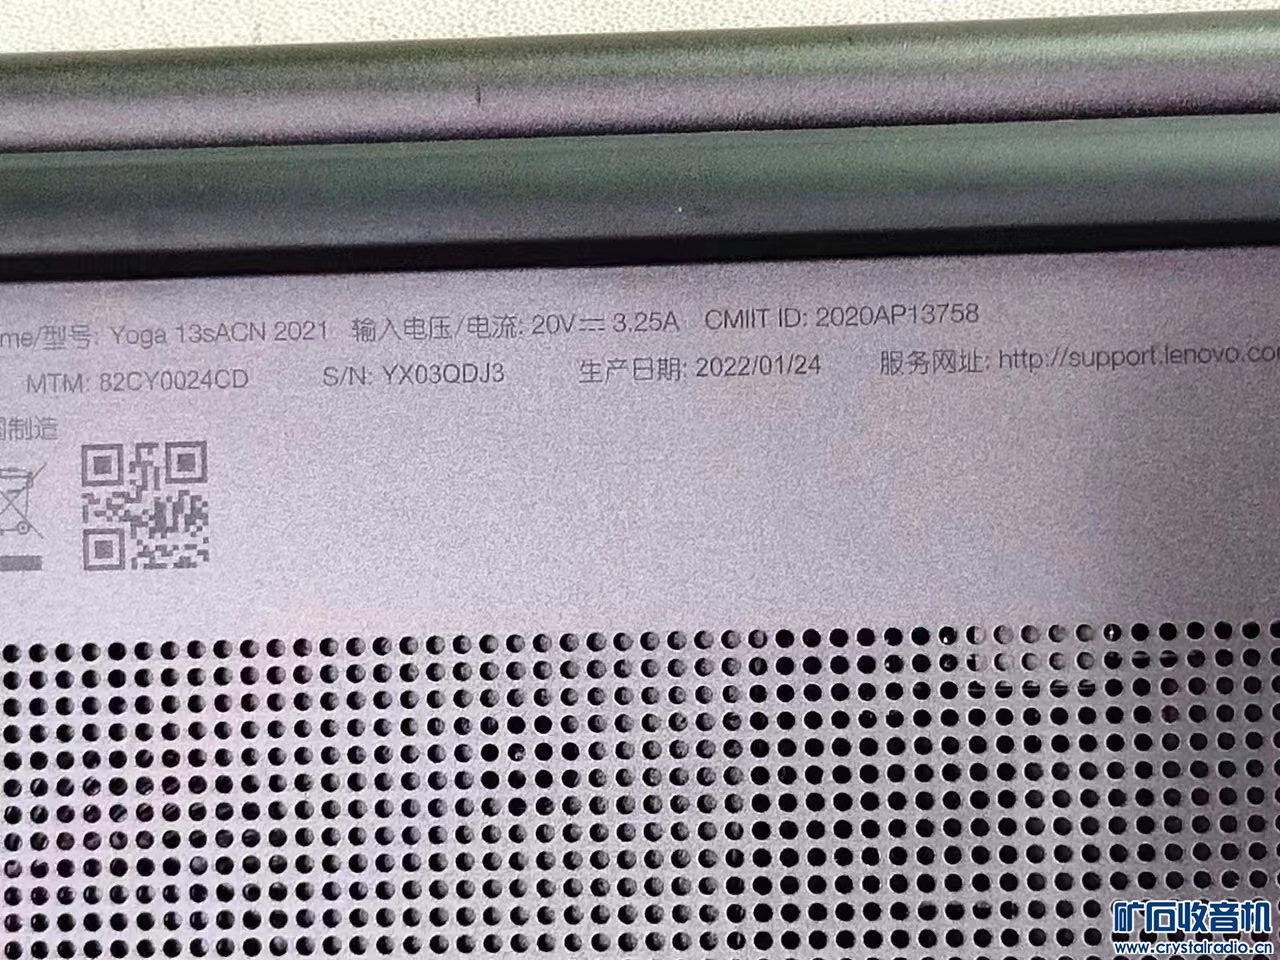 me/型号: Yoga 13sACN 2021 输入电压/电流: 20V⎓3.25A CMIIT ID: 2020AP13758
MTM: 82CY0024CD S/N: YX03QDJ3 生产日期: 2022/01/24 服务网址: http://support.lenovo.co
制造
矿石收音机
www.crystalradio.cn